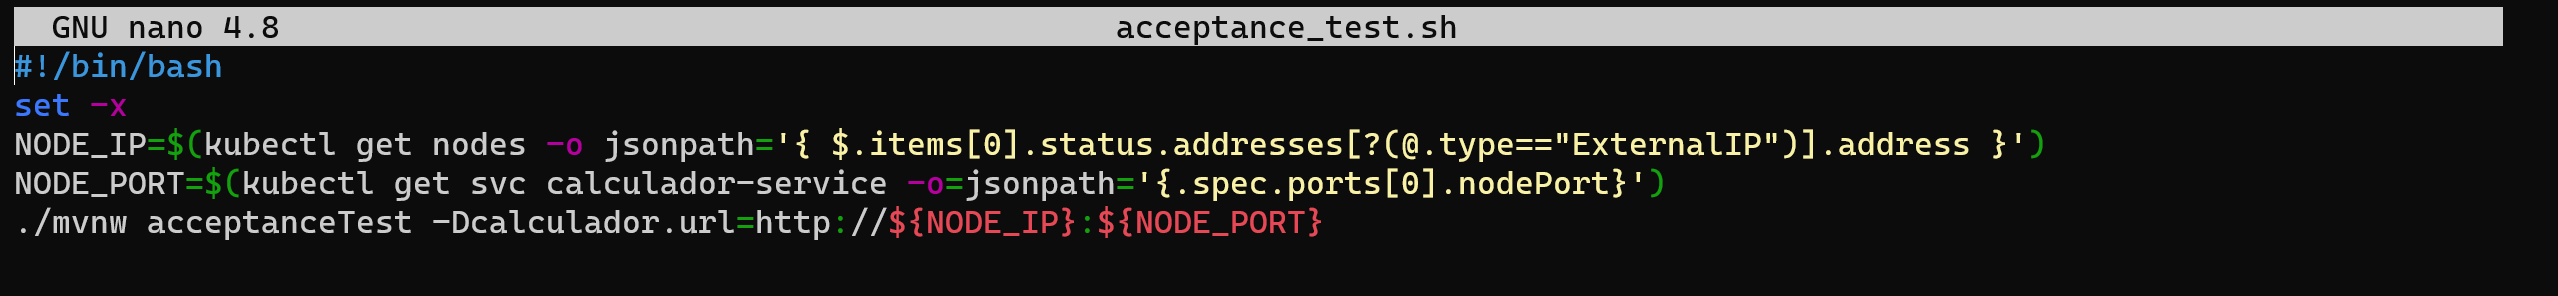 GNU nano 4.8 acceptance_test.sh
#!/bin/bash
set -x
NODE_IP=$(kubectl get nodes -o jsonpath='{ $.items[0].status.addresses[?(@.type=="ExternalIP")].address }')
NODE_PORT=$(kubectl get svc calculador-service -o=jsonpath='{.spec.ports[0].nodePort}')
./mvnw acceptanceTest -Dcalculador.url=http://${NODE_IP}:${NODE_PORT}